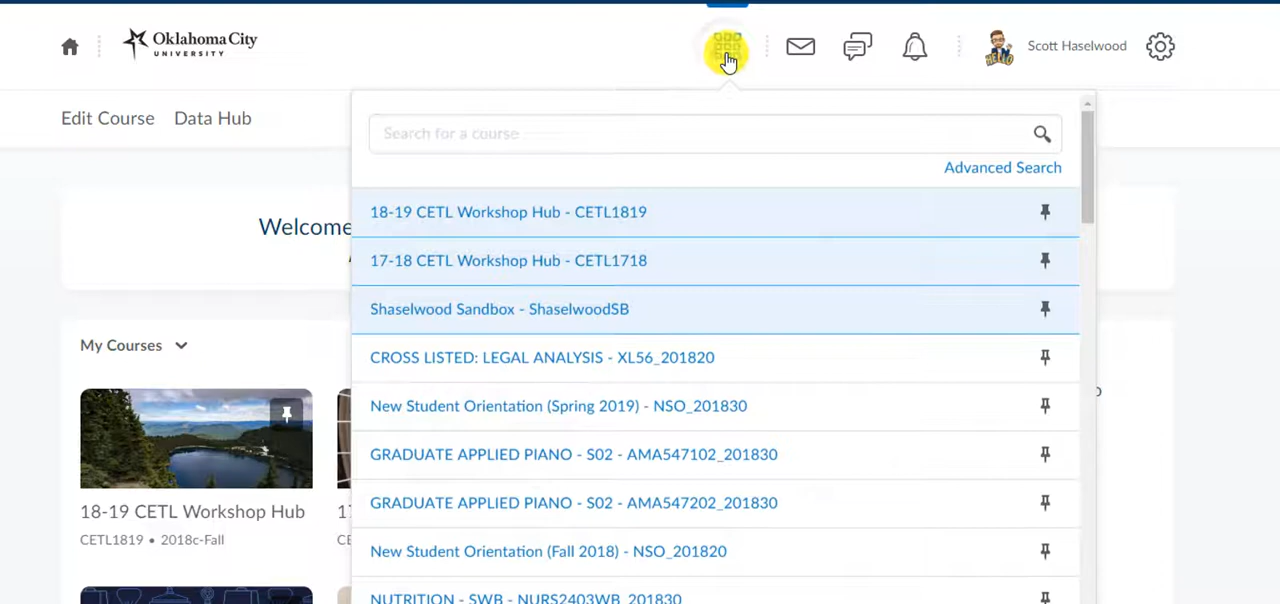 Oklahoma City
UNIVERSITY
HELLO
Scott Haselwood
Edit Course Data Hub
Search for a course
Advanced Search
18-19 CETL Workshop Hub - CETL1819
17-18 CETL Workshop Hub - CETL1718
Shaselwood Sandbox - ShaselwoodSB
CROSS LISTED: LEGAL ANALYSIS - XL56_201820
New Student Orientation (Spring 2019) - NSO_201830
GRADUATE APPLIED PIANO - S02 - AMA547102_201830
GRADUATE APPLIED PIANO - S02 - AMA547202_201830
New Student Orientation (Fall 2018) - NSO_201820
NUTRITION - SWB - NURS2403WB_201830
Welcome
My Courses
18-19 CETL Workshop Hub
CETL1819 • 2018c-Fall